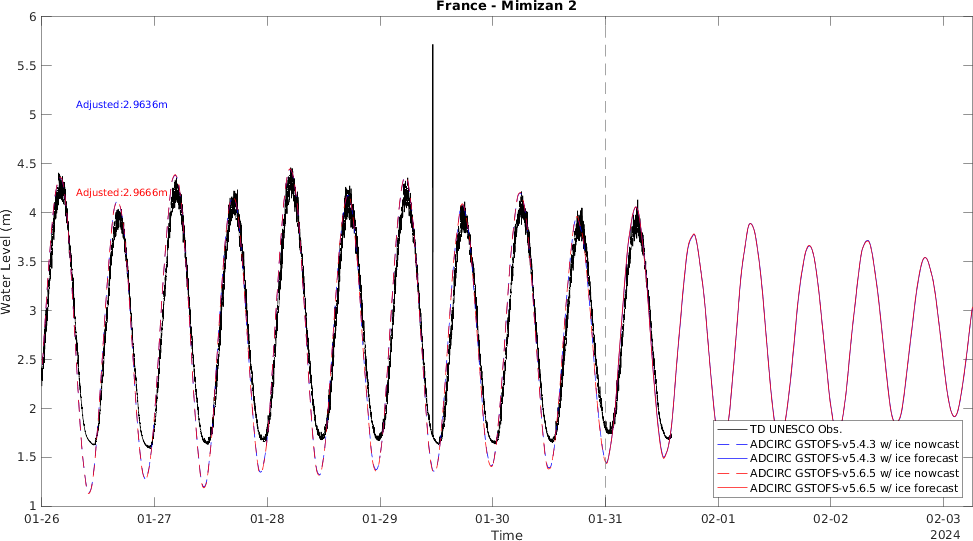 France - Mimizan 2
6
5.5
5
4.5
4
3.5
3
2.5
2
1.5
1
Water Level (m)
Adjusted:2.9636m
Adjusted:2.9666m
TD UNESCO Obs.
ADCIRC GSTOFS-v5.4.3 w/ ice nowcast
ADCIRC GSTOFS-v5.4.3 w/ ice forecast
ADCIRC GSTOFS-v5.6.5 w/ ice nowcast
ADCIRC GSTOFS-v5.6.5 w/ ice forecast
01-26 01-27 01-28 01-29 01-30 01-31 02-01 02-02 02-03
Time 2024